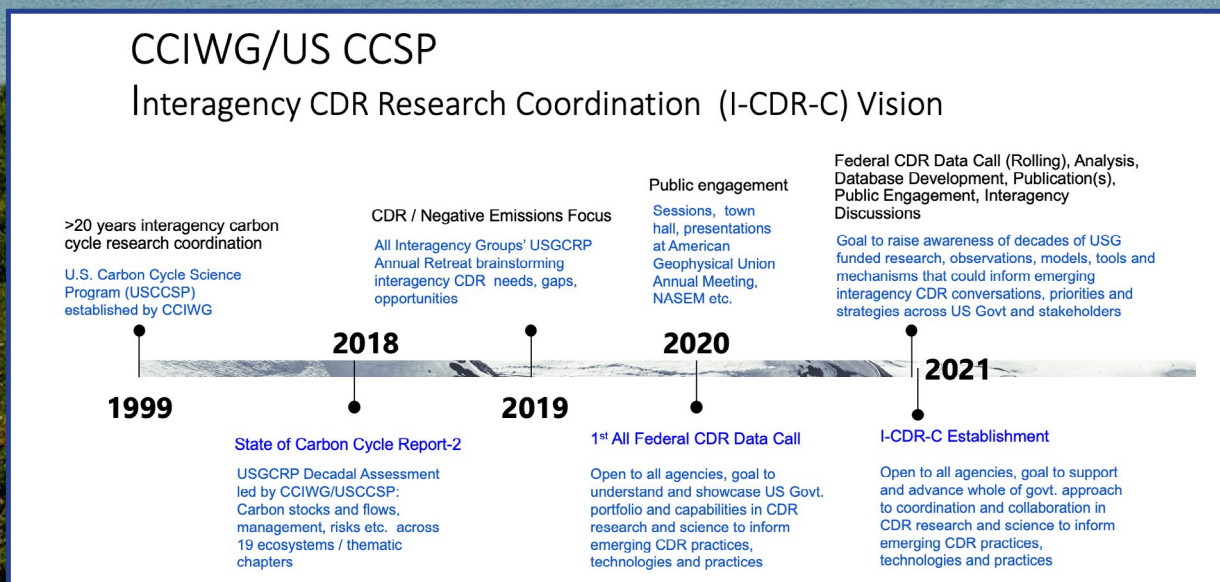 CCIWG/US CCSP
Interagency CDR Research Coordination (I-CDR-C) Vision
>20 years interagency carbon
cycle research coordination
U.S. Carbon Cycle Science
Program (USCCSP)
established by CCIWG
1999
2018
State of Carbon Cycle Report-2
USGCRP Decadal Assessment
led by CCIWG/USCCSP:
Carbon stocks and flows,
management, risks etc. across
19 ecosystems / thematic
chapters
CDR / Negative Emissions Focus
All Interagency Groups' USGCRP
Annual Retreat brainstorming
interagency CDR needs, gaps,
opportunities
2019
Public engagement
Sessions, town
hall, presentations
at American
Geophysical Union
Annual Meeting,
NASEM etc.
2020
1st All Federal CDR Data Call
Open to all agencies, goal to
understand and showcase US Govt.
portfolio and capabilities in CDR
research and science to inform
emerging CDR practices,
technologies and practices
Federal CDR Data Call (Rolling), Analysis,
Database Development, Publication(s),
Public Engagement, Interagency
Discussions
Goal to raise awareness of decades of USG
funded research, observations, models, tools and
mechanisms that could inform emerging
interagency CDR conversations, priorities and
strategies across US Govt and stakeholders
2021
I-CDR-C Establishment
Open to all agencies, goal to support
and advance whole of govt. approach
to coordination and collaboration in
CDR research and science to inform
emerging CDR practices,
technologies and practices